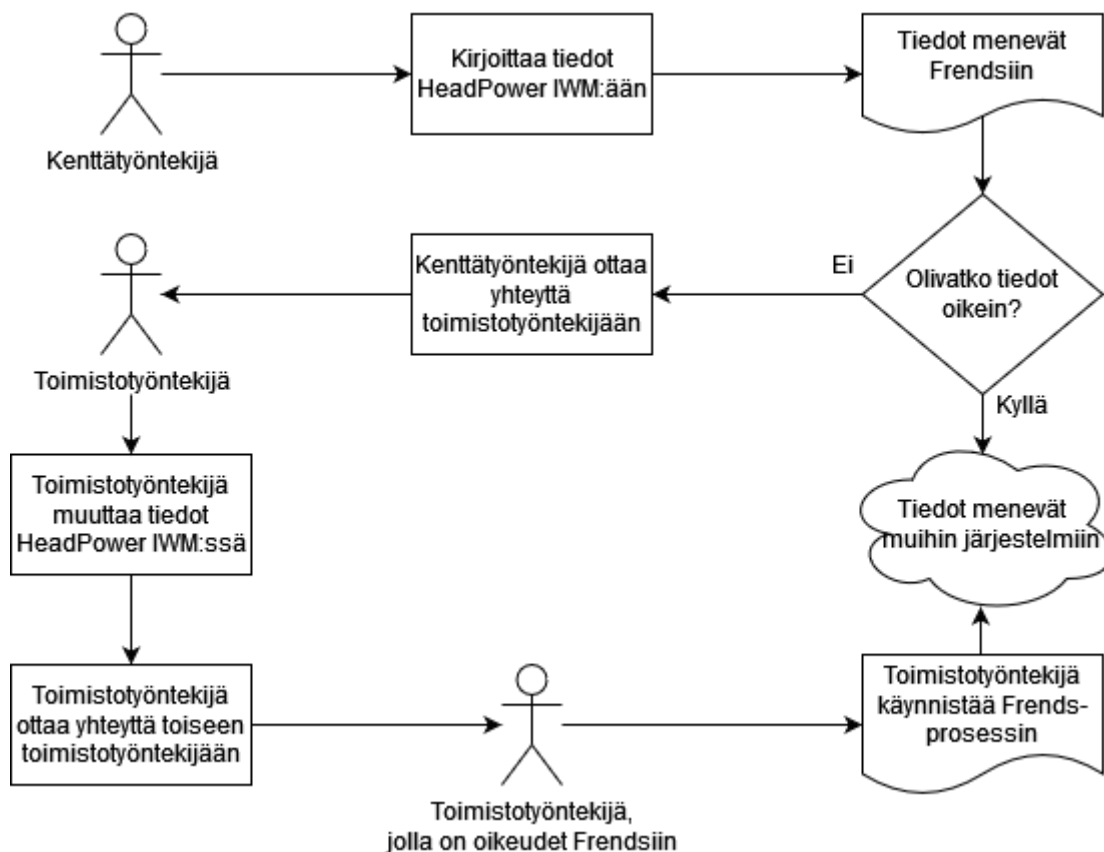 Kenttätyöntekijä
Kirjoittaa tiedot
HeadPower IWM:ään
Tiedot menevät
Frendsiin
Olivatko tiedot
oikein?
Ei
Kyllä
Kenttätyöntekijä ottaa
yhteyttä
toimistotyöntekijään
Toimistotyöntekijä
Toimistotyöntekijä
muuttaa tiedot
HeadPower IWM:ssä
Toimistotyöntekijä
ottaa yhteyttä toiseen
toimistotyöntekijään
Toimistotyöntekijä,
jolla on oikeudet Frendsiin
Toimistotyöntekijä
käynnistää Frends-
prosessin
Tiedot menevät
muihin järjestelmiin